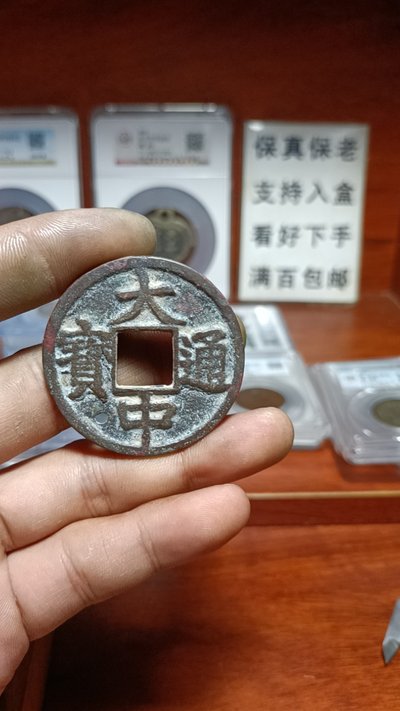 大中通寶
保真保老
支持入盒
看好下手
满百包邮